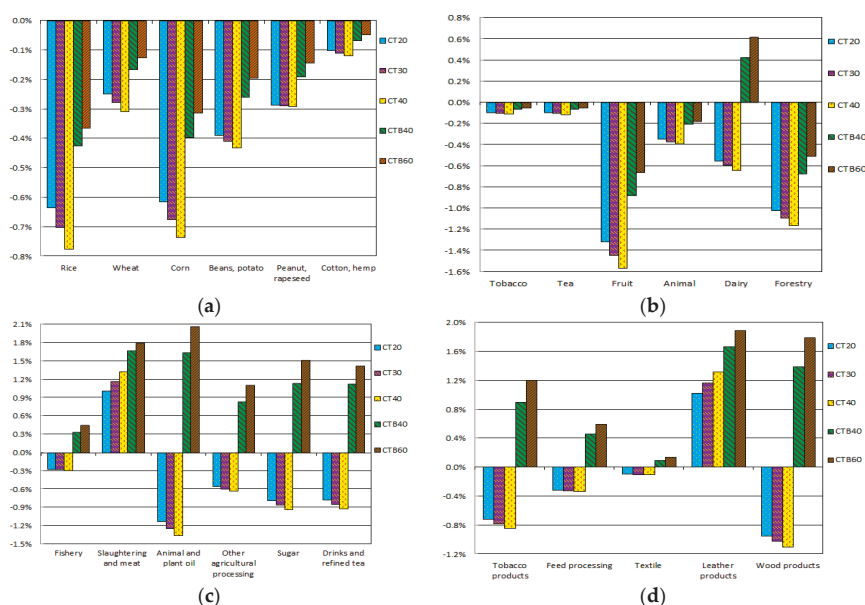 0.0%
-0.1%
-0.2%
-0.3%
-0.4%
-0.5%
-0.6%
-0.7%
-0.8%
Rice
Wheat
Corn
Beans, potato
Peanut,
rapeseed
Cotton, hemp
CT20
CT30
CT40
CTB40
CTB60
(a)
0.8%
0.6%
0.4%
0.2%
0.0%
-0.2%
-0.4%
-0.6%
-0.8%
-1.0%
-1.2%
-1.4%
-1.6%
Tobacco
Tea
Fruit
Animal
Dairy
Forestry
CT20
CT30
CT40
CTB40
CTB60
(b)
2.1%
1.8%
1.5%
1.2%
0.9%
0.6%
0.3%
0.0%
-0.3%
-0.6%
-0.9%
-1.2%
-1.5%
Fishery
Slaughtering
and meat
Animal and
plant oil
Other
agricultural
processing
Sugar
Drinks and
refined tea
CT20
CT30
CT40
CTB40
CTB60
(c)
2.0%
1.6%
1.2%
0.8%
0.4%
0.0%
-0.4%
-0.8%
-1.2%
Tobacco
products
Feed processing
Textile
Leather
products
Wood products
CT20
CT30
CT40
CTB40
CTB60
(d)